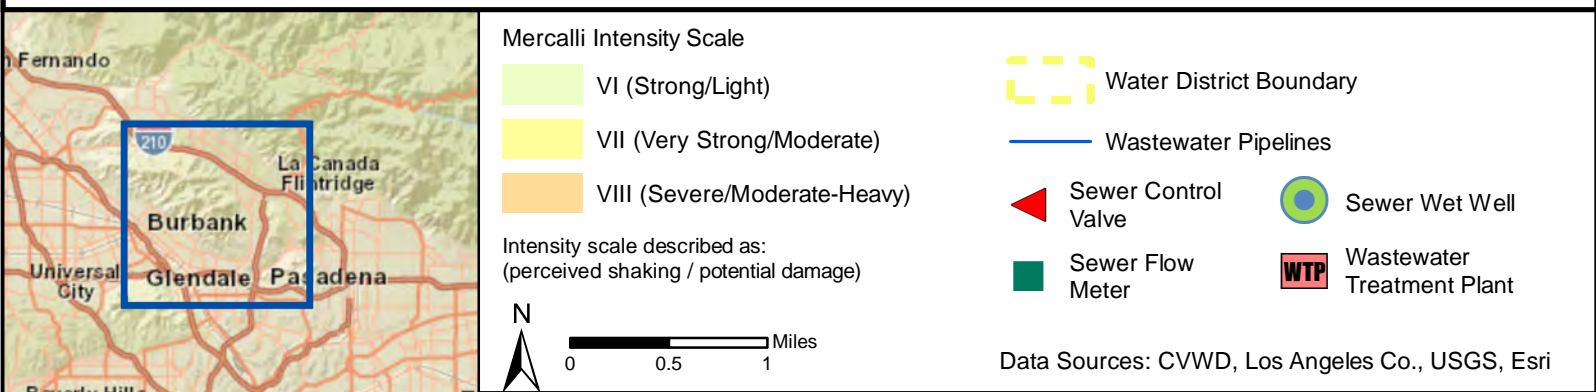 n Fernando
210
La Canada
Flintridge
Burbank
Universal
City
Glendale
Pasadena
Beverly Hills
Mercalli Intensity Scale
VI (Strong/Light)
VII (Very Strong/Moderate)
VIII (Severe/Moderate-Heavy)
Intensity scale described as:
(perceived shaking / potential damage)
N
Miles
0 0.5 1
Water District Boundary
Wastewater Pipelines
Sewer Control
Valve
Sewer Wet Well
Sewer Flow
Meter
WTP
Wastewater
Treatment Plant
Data Sources: CVWD, Los Angeles Co., USGS, Esri